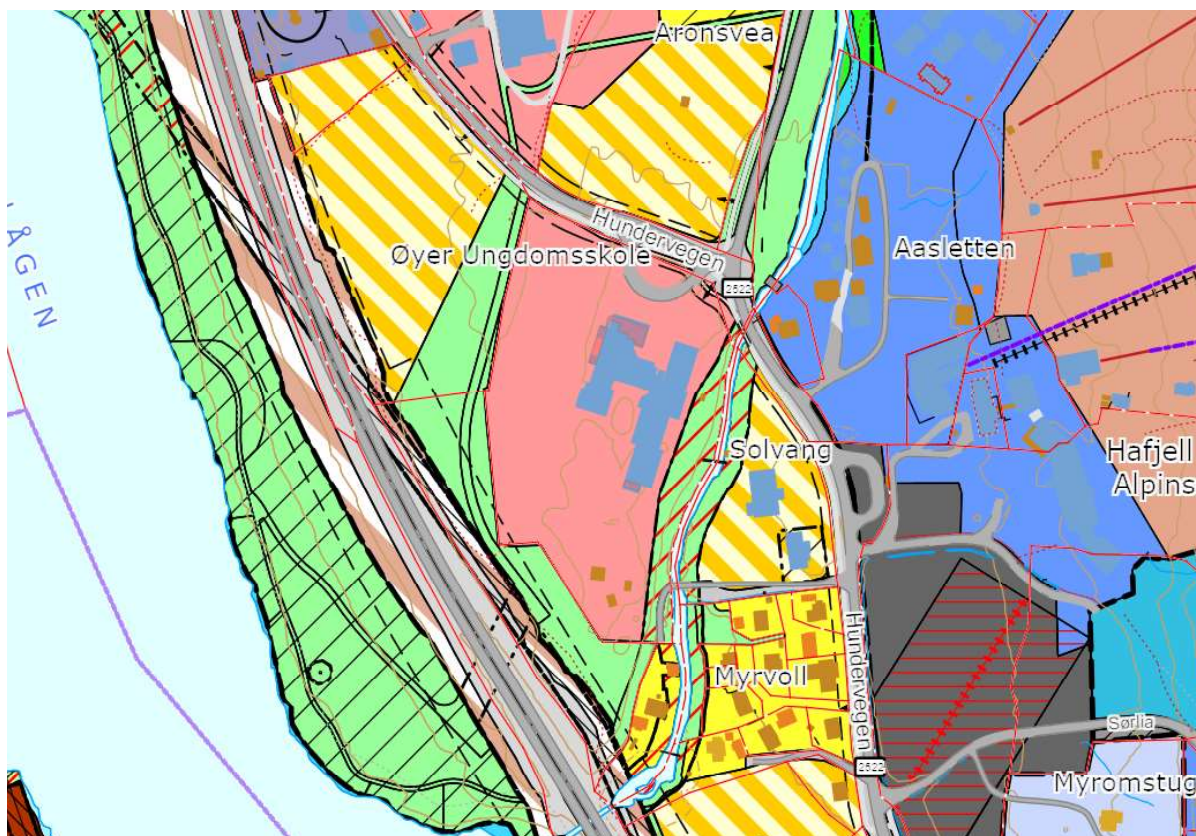 Aronsvea
Hundervegen
Øyer Ungdomsskole
2522
Aasletten
LÅGEN
Solvang
Hafjell
Alpins
Myrvoll
Hundervegen
Sørlia
2522
Myromstug